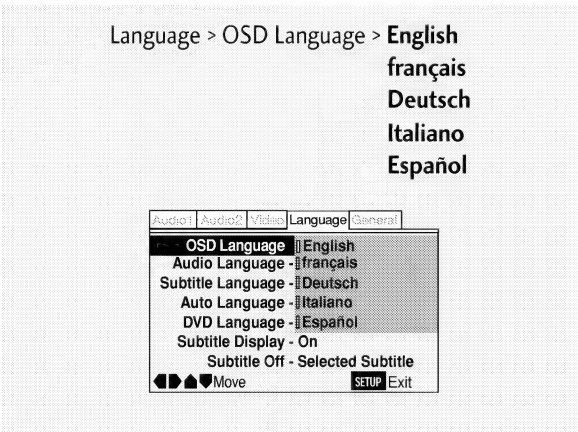 Language > OSD Language > English
français
Deutsch
Italiano
Español
Audio1 Audio2 Video Language General
OSD Language English
Audio Language - français
Subtitle Language - Deutsch
Auto Language - Italiano
DVD Language - Español
Subtitle Display - On
Subtitle Off - Selected Subtitle
Move SETUP Exit